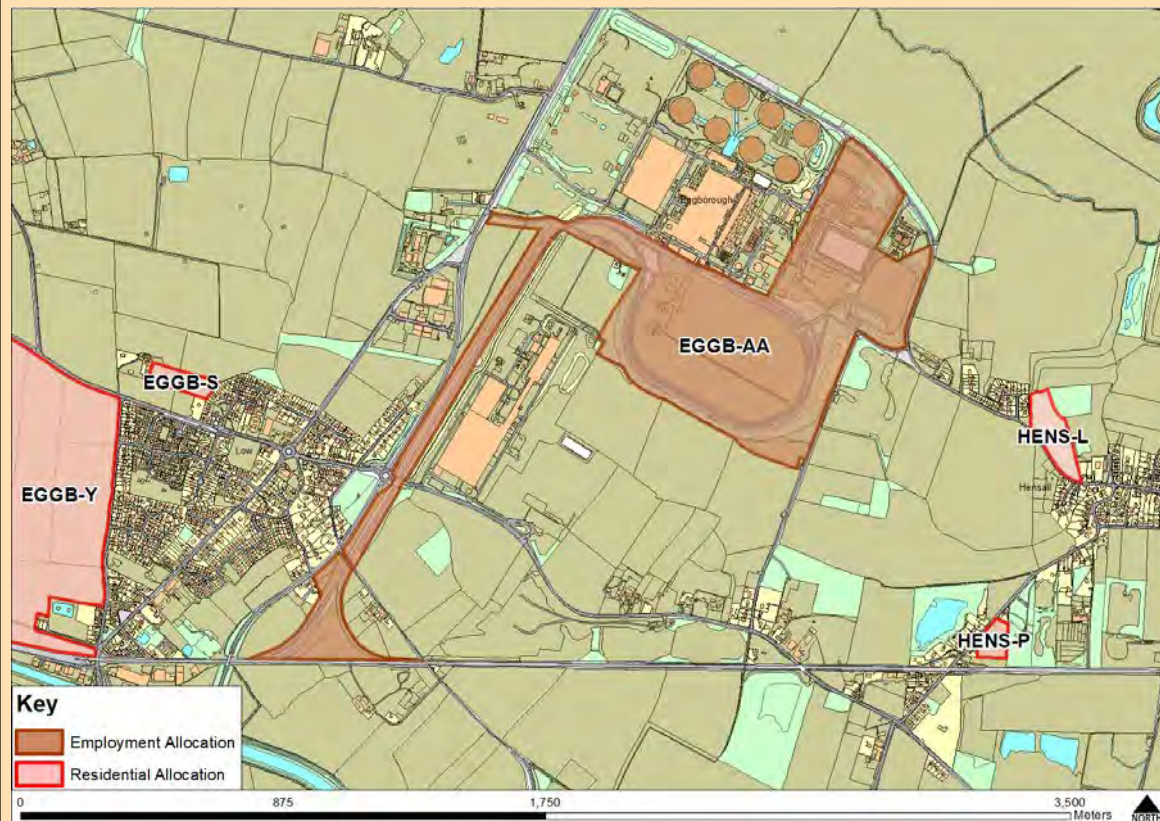 Eggborough
EGGB-AA
EGGB-S
Low
EGGB-Y
HENS-L
Hensall
HENS-P
Key
Employment Allocation
Residential Allocation
0 875 1,750 3,500
Meters
NORTH